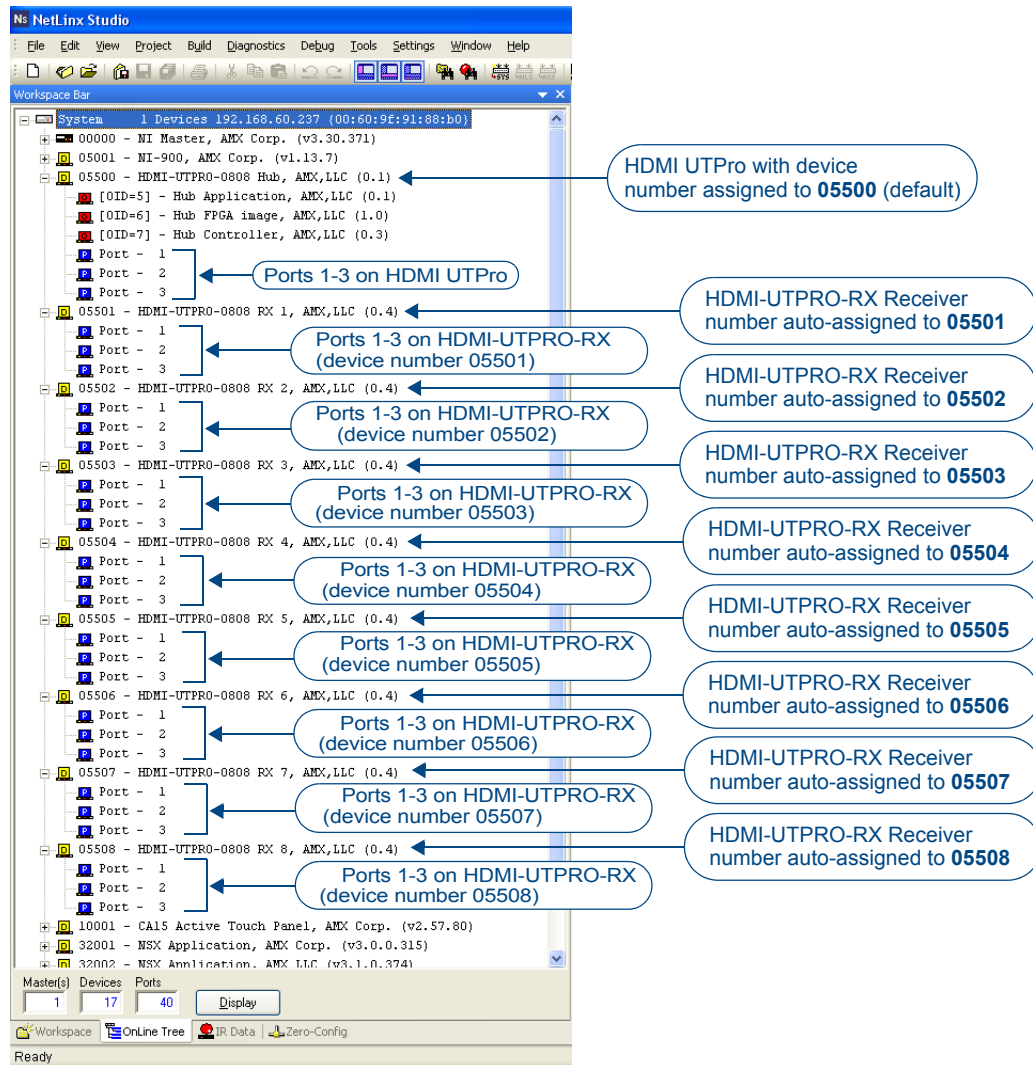 NetLinx Studio
File Edit View Project Build Diagnostics Debug Tools Settings Window Help
Workspace Bar
System 1 Devices 192.168.60.237 {00:60:9f:91:88:b0}
00000 - NI Master, AMX Corp. (v3.30.371)
05001 - NI-900, AMX Corp. (v1.13.7)
05500 - HDMI-UTPRO-0808 Hub, AMX,LLC (0.1)
HDMI UTPro with device
number assigned to 05500 (default)
[OID=5] - Hub Application, AMX,LLC (0.1)
[OID=6] - Hub FPGA image, AMX,LLC (1.0)
[OID=7] - Hub Controller, AMX,LLC (0.3)
Port - 1
Port - 2
Port - 3
Ports 1-3 on HDMI UTPro
05501 - HDMI-UTPRO-0808 RX 1, AMX,LLC (0.4)
HDMI-UTPRO-RX Receiver
number auto-assigned to 05501
Port - 1
Port - 2
Port - 3
Ports 1-3 on HDMI-UTPRO-RX
(device number 05501)
05502 - HDMI-UTPRO-0808 RX 2, AMX,LLC (0.4)
HDMI-UTPRO-RX Receiver
number auto-assigned to 05502
Port - 1
Port - 2
Port - 3
Ports 1-3 on HDMI-UTPRO-RX
(device number 05502)
05503 - HDMI-UTPRO-0808 RX 3, AMX,LLC (0.4)
HDMI-UTPRO-RX Receiver
number auto-assigned to 05503
Port - 1
Port - 2
Port - 3
Ports 1-3 on HDMI-UTPRO-RX
(device number 05503)
05504 - HDMI-UTPRO-0808 RX 4, AMX,LLC (0.4)
HDMI-UTPRO-RX Receiver
number auto-assigned to 05504
Port - 1
Port - 2
Port - 3
Ports 1-3 on HDMI-UTPRO-RX
(device number 05504)
05505 - HDMI-UTPRO-0808 RX 5, AMX,LLC (0.4)
HDMI-UTPRO-RX Receiver
number auto-assigned to 05505
Port - 1
Port - 2
Port - 3
Ports 1-3 on HDMI-UTPRO-RX
(device number 05505)
05506 - HDMI-UTPRO-0808 RX 6, AMX,LLC (0.4)
HDMI-UTPRO-RX Receiver
number auto-assigned to 05506
Port - 1
Port - 2
Port - 3
Ports 1-3 on HDMI-UTPRO-RX
(device number 05506)
05507 - HDMI-UTPRO-0808 RX 7, AMX,LLC (0.4)
HDMI-UTPRO-RX Receiver
number auto-assigned to 05507
Port - 1
Port - 2
Port - 3
Ports 1-3 on HDMI-UTPRO-RX
(device number 05507)
05508 - HDMI-UTPRO-0808 RX 8, AMX,LLC (0.4)
HDMI-UTPRO-RX Receiver
number auto-assigned to 05508
Port - 1
Port - 2
Port - 3
Ports 1-3 on HDMI-UTPRO-RX
(device number 05508)
10001 - CA15 Active Touch Panel, AMX Corp. (v2.57.80)
32001 - NSX Application, AMX Corp. (v3.0.0.315)
32002 - NSX Application, AMX LLC (v3.1.0.374)
Master(s) Devices Ports
1 17 40 Display
Workspace OnLine Tree IR Data Zero-Config
Ready